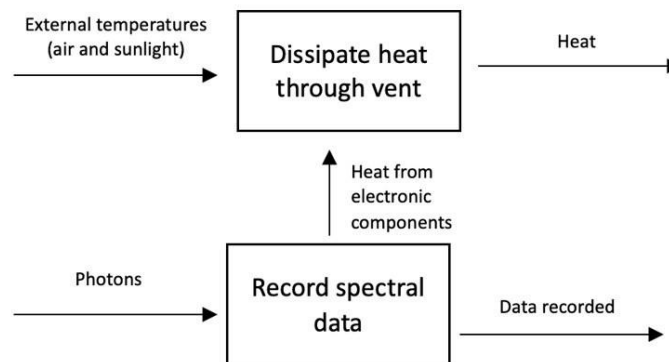 External temperatures
(air and sunlight)
Dissipate heat
through vent
Heat
Heat from
electronic
components
Photons
Record spectral
data
Data recorded